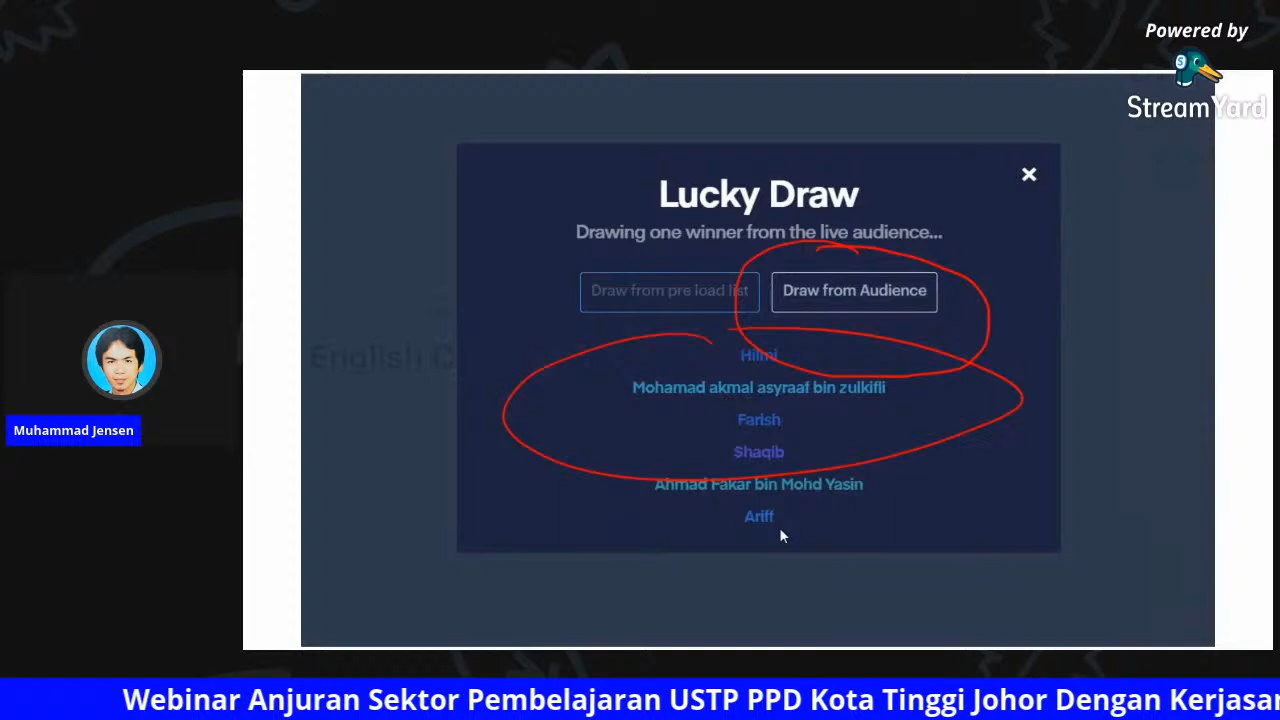 Powered by
StreamYard
Lucky Draw
Drawing one winner from the live audience...
Draw from pre load list
Draw from Audience
English C
Hilmi
Mohamad akmal asyraaf bin zulkifli
Farish
Shaqib
Ahmad Fakar bin Mohd Yasin
Ariff
Muhammad Jensen
Webinar Anjuran Sektor Pembelajaran USTP PPD Kota Tinggi Johor Dengan Kerjasar